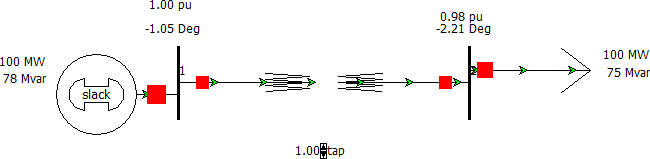 1.00 pu
-1.05 Deg
0.98 pu
-2.21 Deg
100 MW
78 Mvar
slack
1
100 MW
75 Mvar
1.00 tap